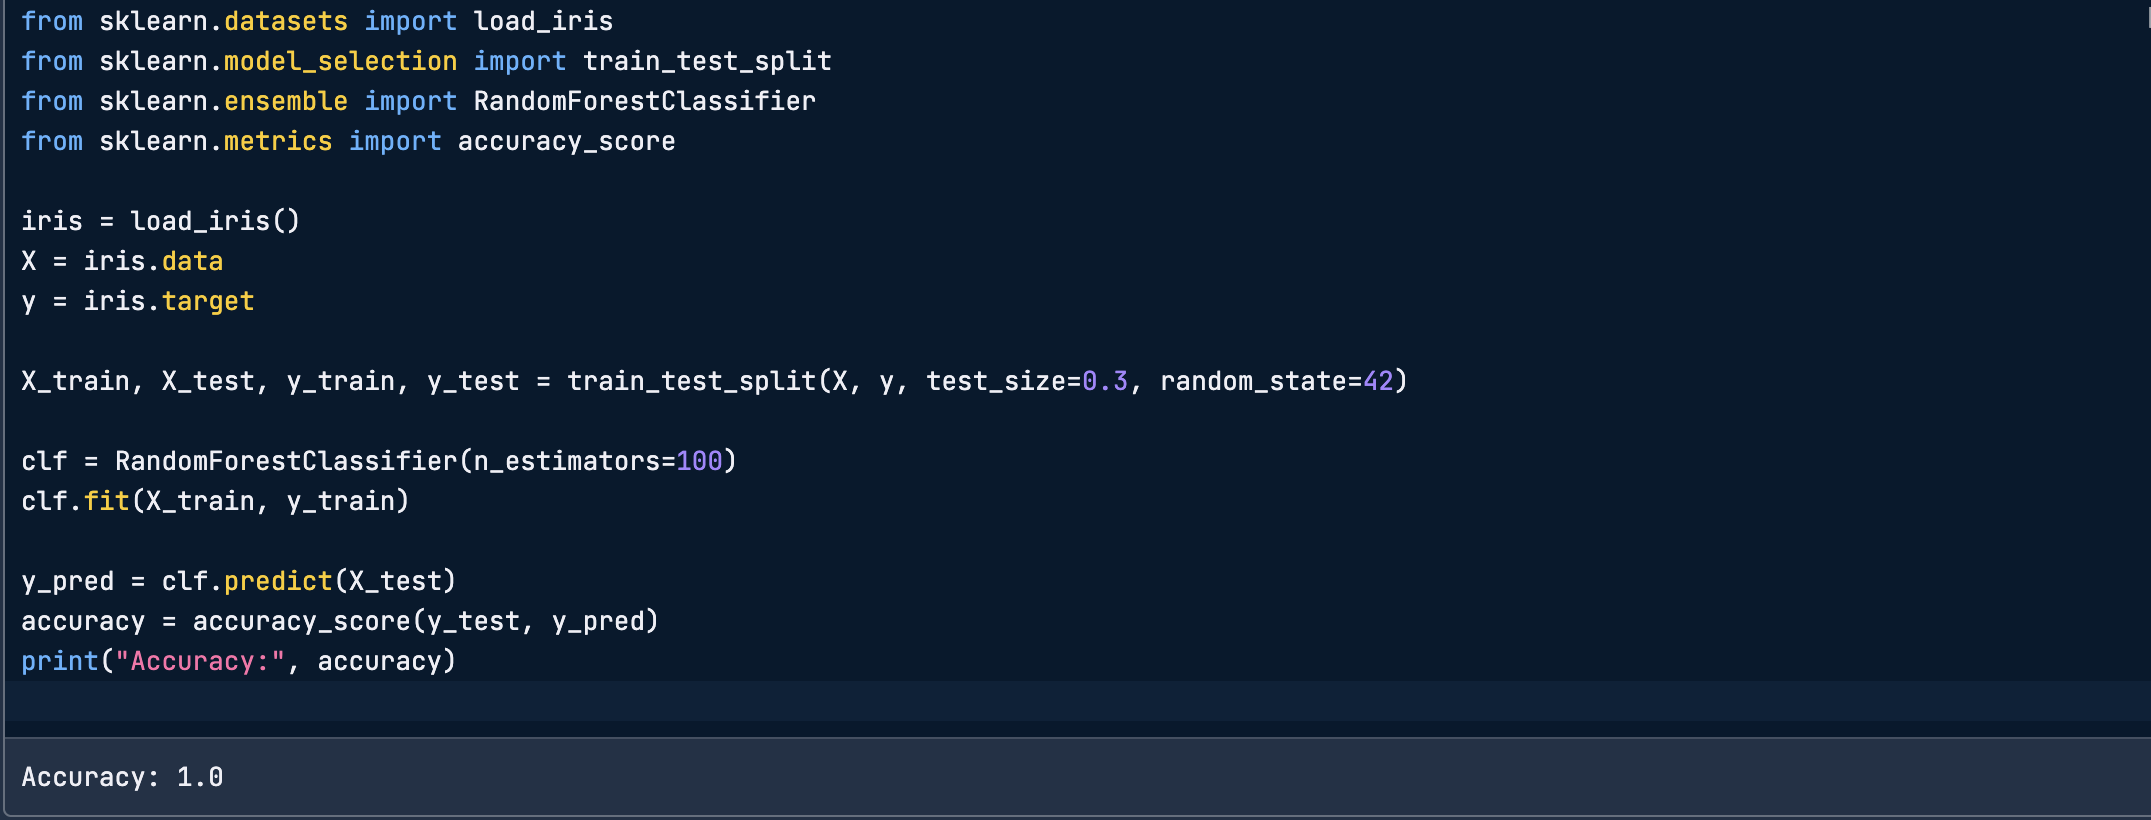 from sklearn.datasets import load_iris
from sklearn.model_selection import train_test_split
from sklearn.ensemble import RandomForestClassifier
from sklearn.metrics import accuracy_score
iris = load_iris()
X = iris.data
y = iris.target
X_train, X_test, y_train, y_test = train_test_split(X, y, test_size=0.3, random_state=42)
clf = RandomForestClassifier(n_estimators=100)
clf.fit(X_train, y_train)
y_pred = clf.predict(X_test)
accuracy = accuracy_score(y_test, y_pred)
print("Accuracy:", accuracy)
Accuracy: 1.0